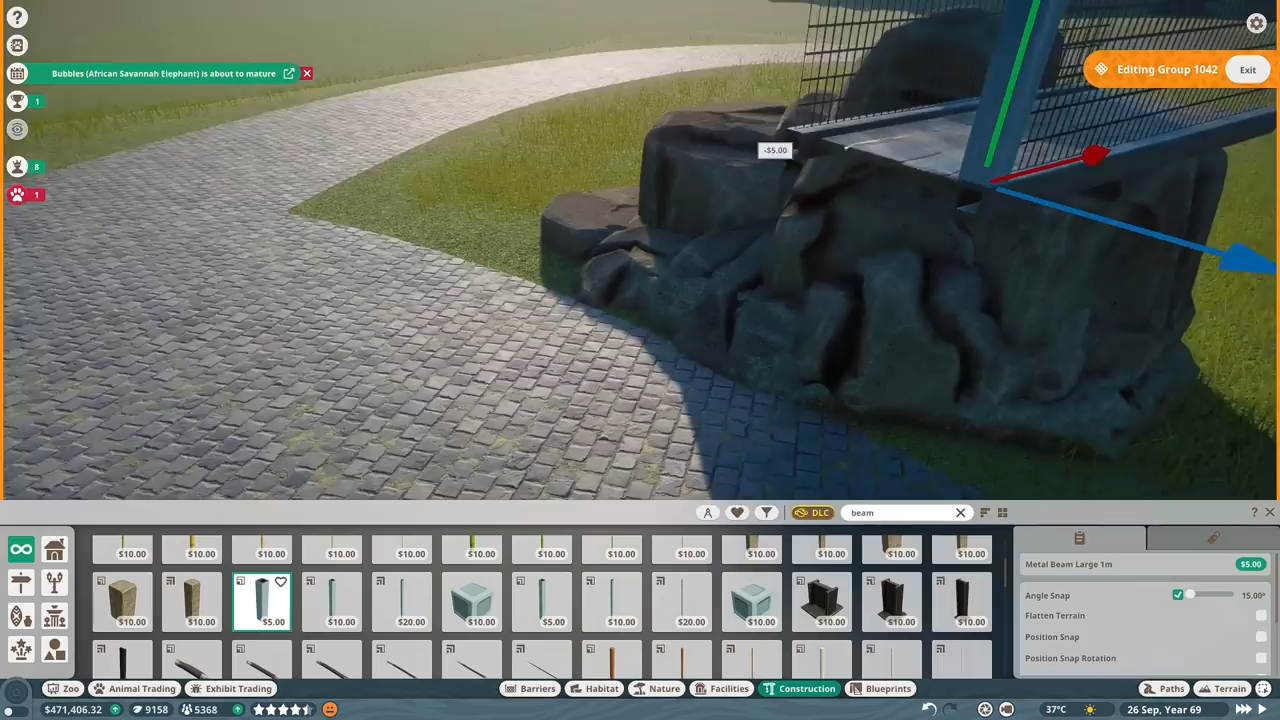 ?
Bubbles (African Savannah Elephant) is about to mature
1
8
1
Editing Group 1042
Exit
-$5.00
DLC
beam
?
$10.00 $10.00 $10.00 $10.00 $10.00 $10.00 $10.00 $10.00 $10.00 $10.00 $10.00 $10.00 $10.00
$10.00 $10.00 $5.00 $10.00 $10.00 $10.00 $5.00 $10.00 $20.00 $10.00 $10.00 $10.00 $10.00
Metal Beam Large 1m
$5.00
Angle Snap
15.00°
Flatten Terrain
Position Snap
Position Snap Rotation
Zoo
Animal Trading
Exhibit Trading
Barriers
Habitat
Nature
Facilities
Construction
Blueprints
Paths
Terrain
$471,406.32
9158
5368
37°C
26 Sep, Year 69